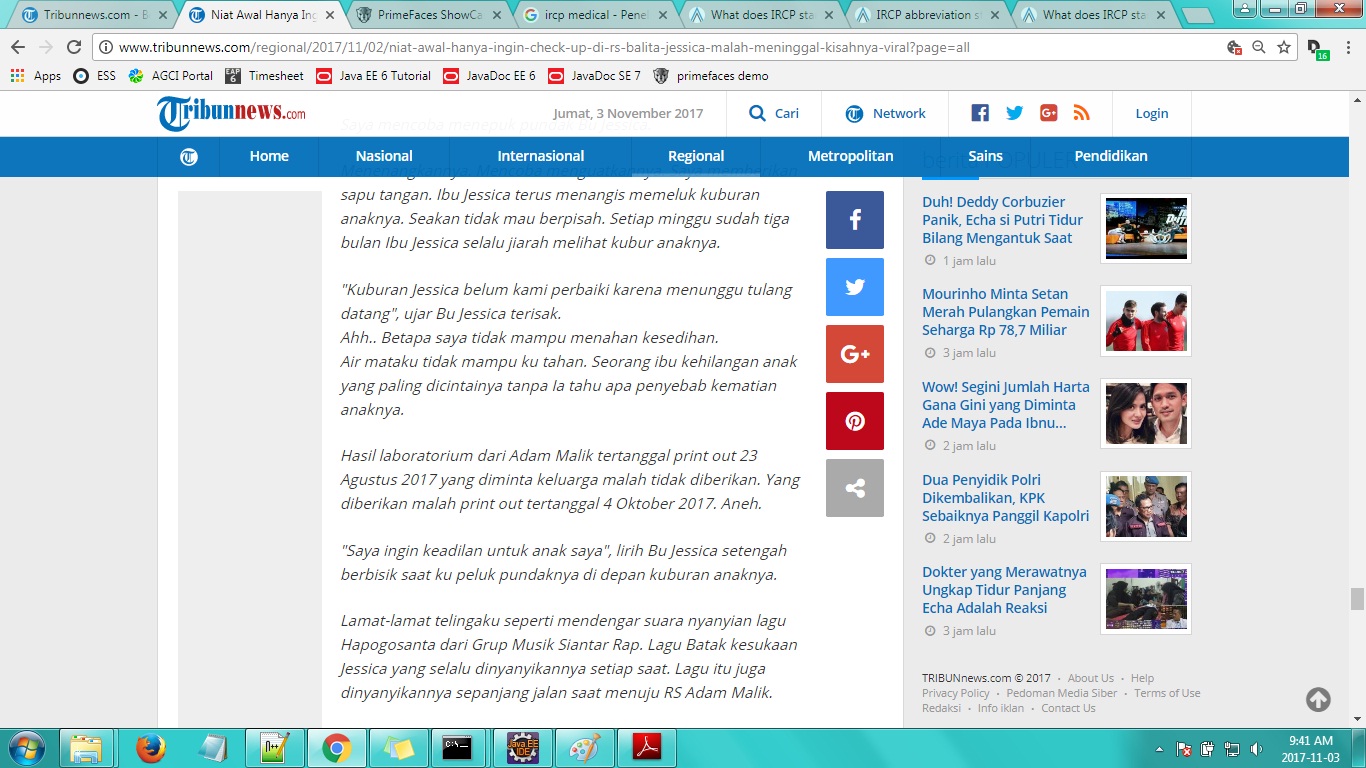 Tribunnews.com - B
Niat Awal Hanya Ing
PrimeFaces ShowCa
ircp medical - Penel
What does IRCP sta
IRCP abbreviation s
What does IRCP sta
www.tribunnews.com/regional/2017/11/02/niat-awal-hanya-ingin-check-up-di-rs-balita-jessica-malah-meninggal-kisahnya-viral?page=all
16
Apps
ESS
AGCI Portal
EAP 6
Timesheet
Java EE 6 Tutorial
JavaDoc EE 6
JavaDoc SE 7
primefaces demo
Tribunnews.com
Jumat, 3 November 2017
Cari
Network
Login
Saya mencoba menepuk pundak Bu Jessica.
Home
Nasional
Internasional
Regional
Metropolitan
Sains
Pendidikan
sapu tangan. Ibu Jessica terus menangis memeluk kuburan
anaknya. Seakan tidak mau berpisah. Setiap minggu sudah tiga
bulan Ibu Jessica selalu jiarah melihat kubur anaknya.
"Kuburan Jessica belum kami perbaiki karena menunggu tulang
datang", ujar Bu Jessica terisak.
Ahh.. Betapa saya tidak mampu menahan kesedihan.
Air mataku tidak mampu ku tahan. Seorang ibu kehilangan anak
yang paling dicintainya tanpa Ia tahu apa penyebab kematian
anaknya.
Hasil laboratorium dari Adam Malik tertanggal print out 23
Agustus 2017 yang diminta keluarga malah tidak diberikan. Yang
diberikan malah print out tertanggal 4 Oktober 2017. Aneh.
"Saya ingin keadilan untuk anak saya", lirih Bu Jessica setengah
berbisik saat ku peluk pundaknya di depan kuburan anaknya.
Lamat-lamat telingaku seperti mendengar suara nyanyian lagu
Hapogosanta dari Grup Musik Siantar Rap. Lagu Batak kesukaan
Jessica yang selalu dinyanyikannya setiap saat. Lagu itu juga
dinyanyikannya sepanjang jalan saat menuju RS Adam Malik.
G+
Duh! Deddy Corbuzier
Panik, Echa si Putri Tidur
Bilang Mengantuk Saat
1 jam lalu
Mourinho Minta Setan
Merah Pulangkan Pemain
Seharga Rp 78,7 Miliar
3 jam lalu
Wow! Segini Jumlah Harta
Gana Gini yang Diminta
Ade Maya Pada Ibnu...
2 jam lalu
Dua Penyidik Polri
Dikembalikan, KPK
Sebaiknya Panggil Kapolri
2 jam lalu
Dokter yang Merawatnya
Ungkap Tidur Panjang
Echa Adalah Reaksi
3 jam lalu
TRIBUNnews.com © 2017 • About Us • Help
Privacy Policy • Pedoman Media Siber • Terms of Use
Redaksi • Info iklan • Contact Us
9:41 AM
2017-11-03